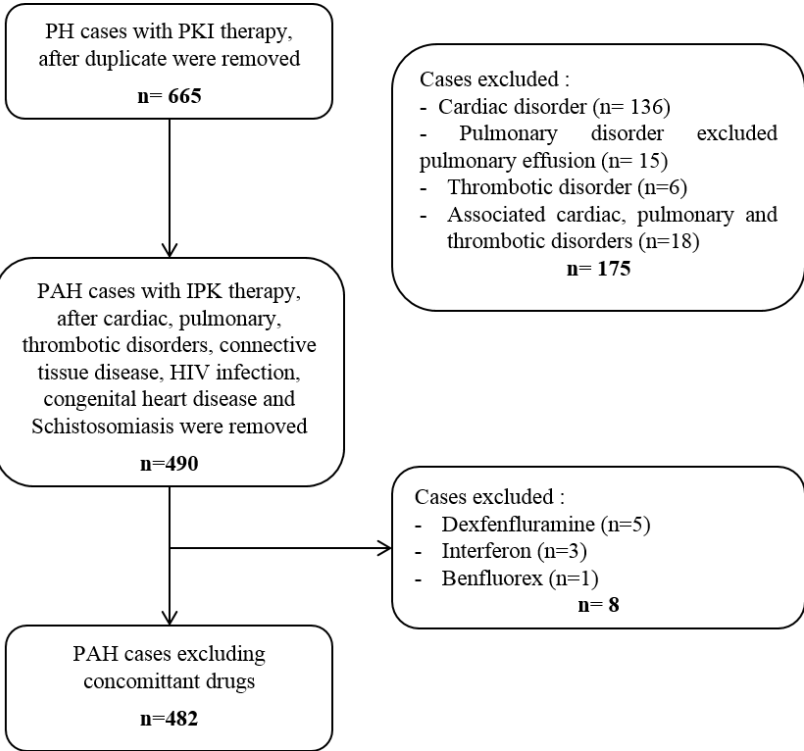 PH cases with PKI therapy,
after duplicate were removed
n= 665
Cases excluded :
- Cardiac disorder (n= 136)
- Pulmonary disorder excluded
pulmonary effusion (n= 15)
- Thrombotic disorder (n=6)
- Associated cardiac, pulmonary and
thrombotic disorders (n=18)
n= 175
PAH cases with IPK therapy,
after cardiac, pulmonary,
thrombotic disorders, connective
tissue disease, HIV infection,
congenital heart disease and
Schistosomiasis were removed
n=490
Cases excluded :
- Dexfenfluramine (n=5)
- Interferon (n=3)
- Benfluorex (n=1)
n= 8
PAH cases excluding
concomittant drugs
n=482